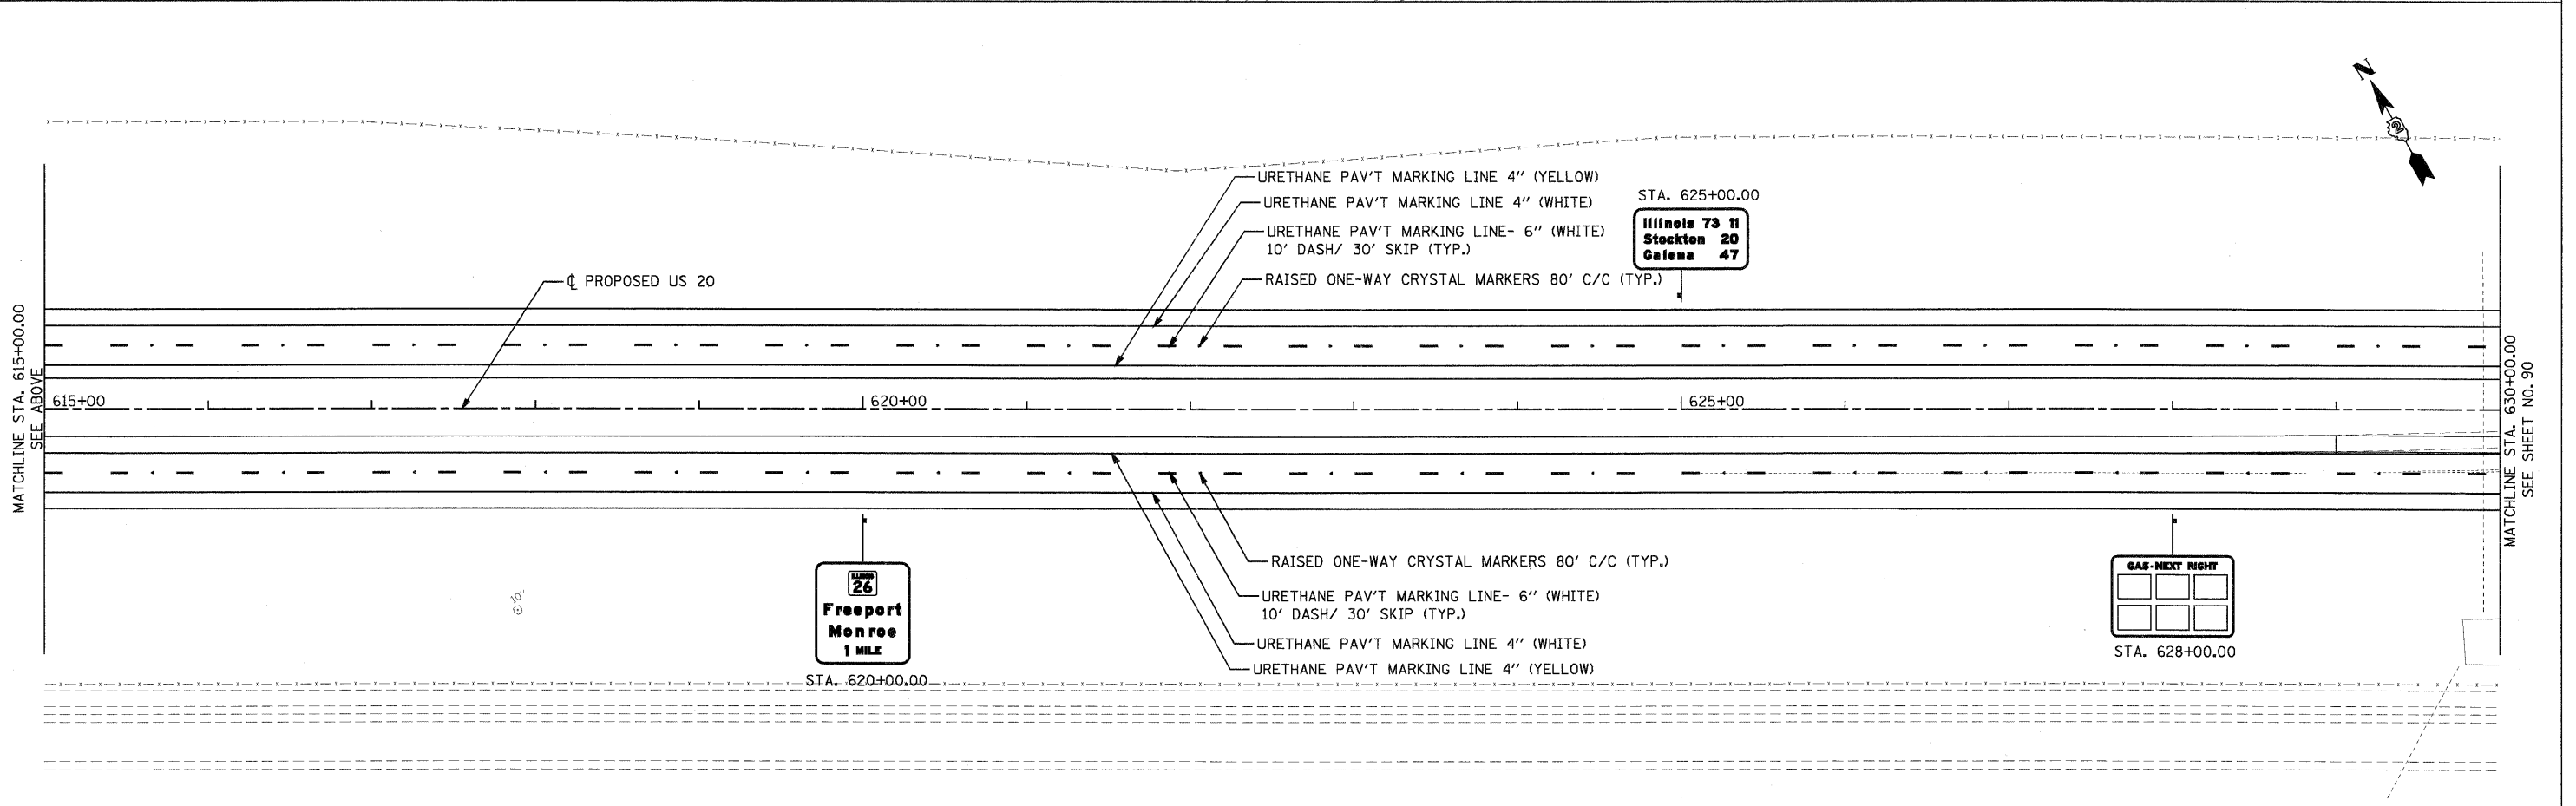 N
2
URETHANE PAV'T MARKING LINE 4" (YELLOW)
URETHANE PAV'T MARKING LINE 4" (WHITE)
URETHANE PAV'T MARKING LINE- 6" (WHITE)
10' DASH/ 30' SKIP (TYP.)
RAISED ONE-WAY CRYSTAL MARKERS 80' C/C (TYP.)
STA. 625+00.00
Illinois 73 11
Stockton 20
Galena 47
℄ PROPOSED US 20
MATCHLINE STA. 615+00.00
SEE ABOVE
615+00
620+00
625+00
MATCHLINE STA. 630+00.00
SEE SHEET NO. 90
RAISED ONE-WAY CRYSTAL MARKERS 80' C/C (TYP.)
URETHANE PAV'T MARKING LINE- 6" (WHITE)
10' DASH/ 30' SKIP (TYP.)
URETHANE PAV'T MARKING LINE 4" (WHITE)
URETHANE PAV'T MARKING LINE 4" (YELLOW)
10"
ILLINOIS
26
Freeport
Monroe
1 MILE
STA. 620+00.00
GAS-NEXT RIGHT
STA. 628+00.00